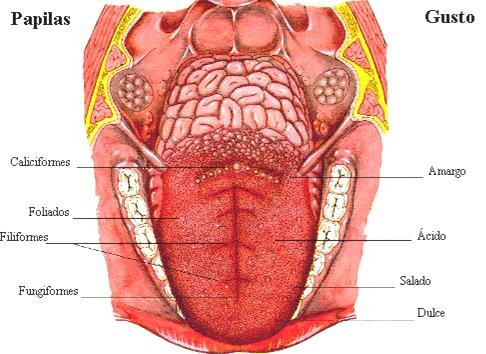 Papilas
Gusto
Caliciformes
Amargo
Foliados
Ácido
Filiformes
Salado
Fungiformes
Dulce